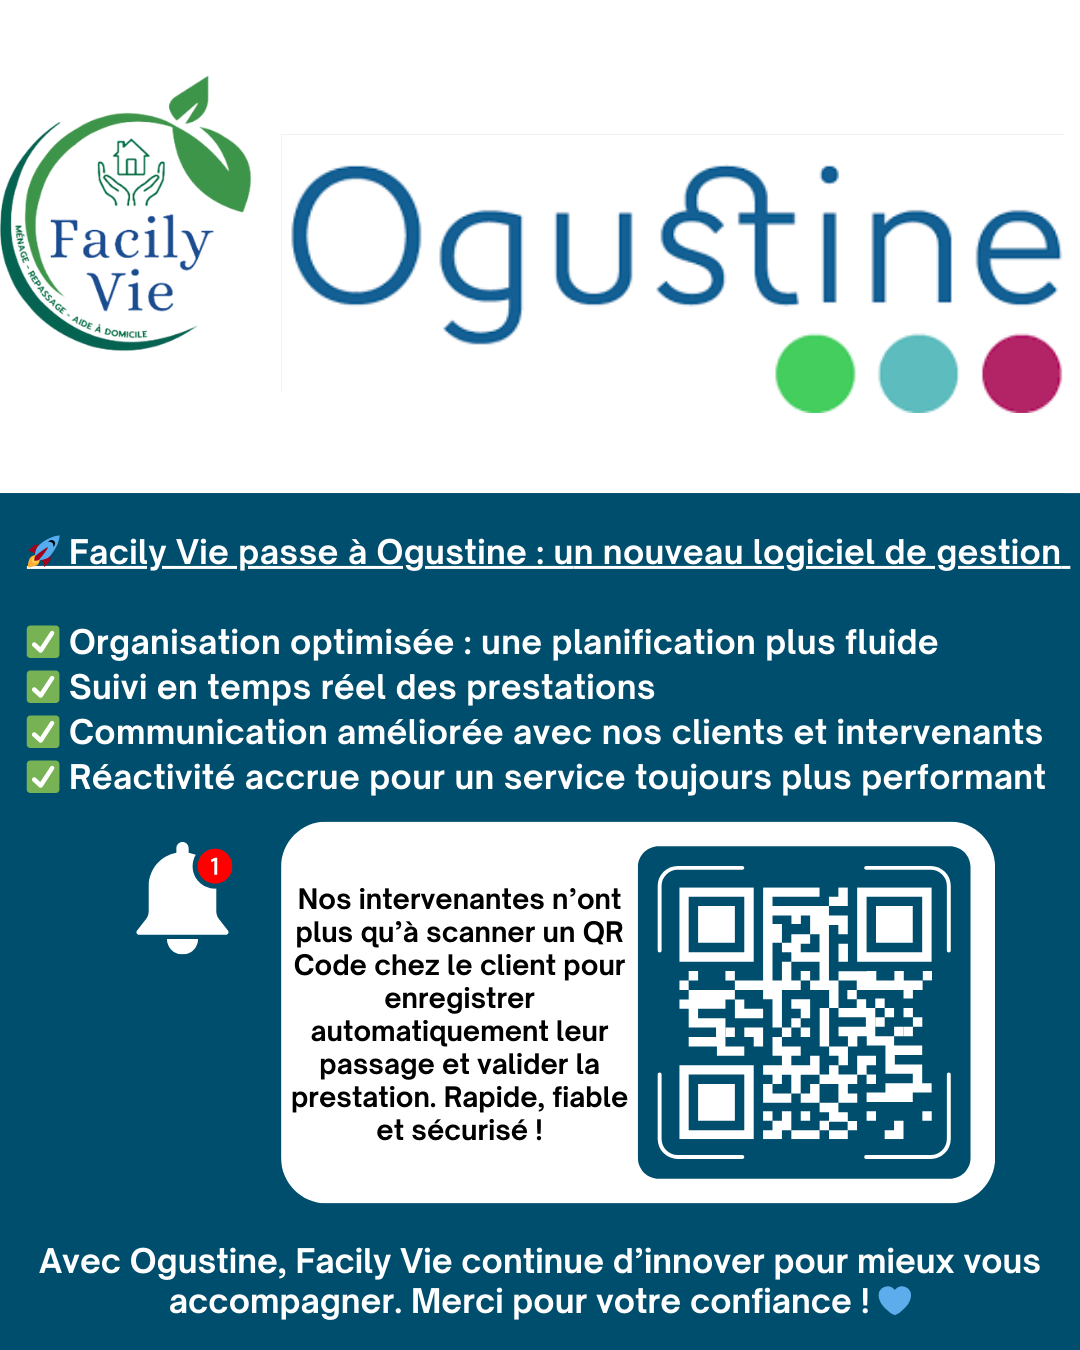 Facily
Vie
MÉNAGE - REPASSAGE - AIDE À DOMICILE
Ogustine
🚀 Facily Vie passe à Ogustine : un nouveau logiciel de gestion
✅ Organisation optimisée : une planification plus fluide
✅ Suivi en temps réel des prestations
✅ Communication améliorée avec nos clients et intervenants
✅ Réactivité accrue pour un service toujours plus performant
1
Nos intervenantes n’ont
plus qu’à scanner un QR
Code chez le client pour
enregistrer
automatiquement leur
passage et valider la
prestation. Rapide, fiable
et sécurisé !
Avec Ogustine, Facily Vie continue d’innover pour mieux vous
accompagner. Merci pour votre confiance ! 💙